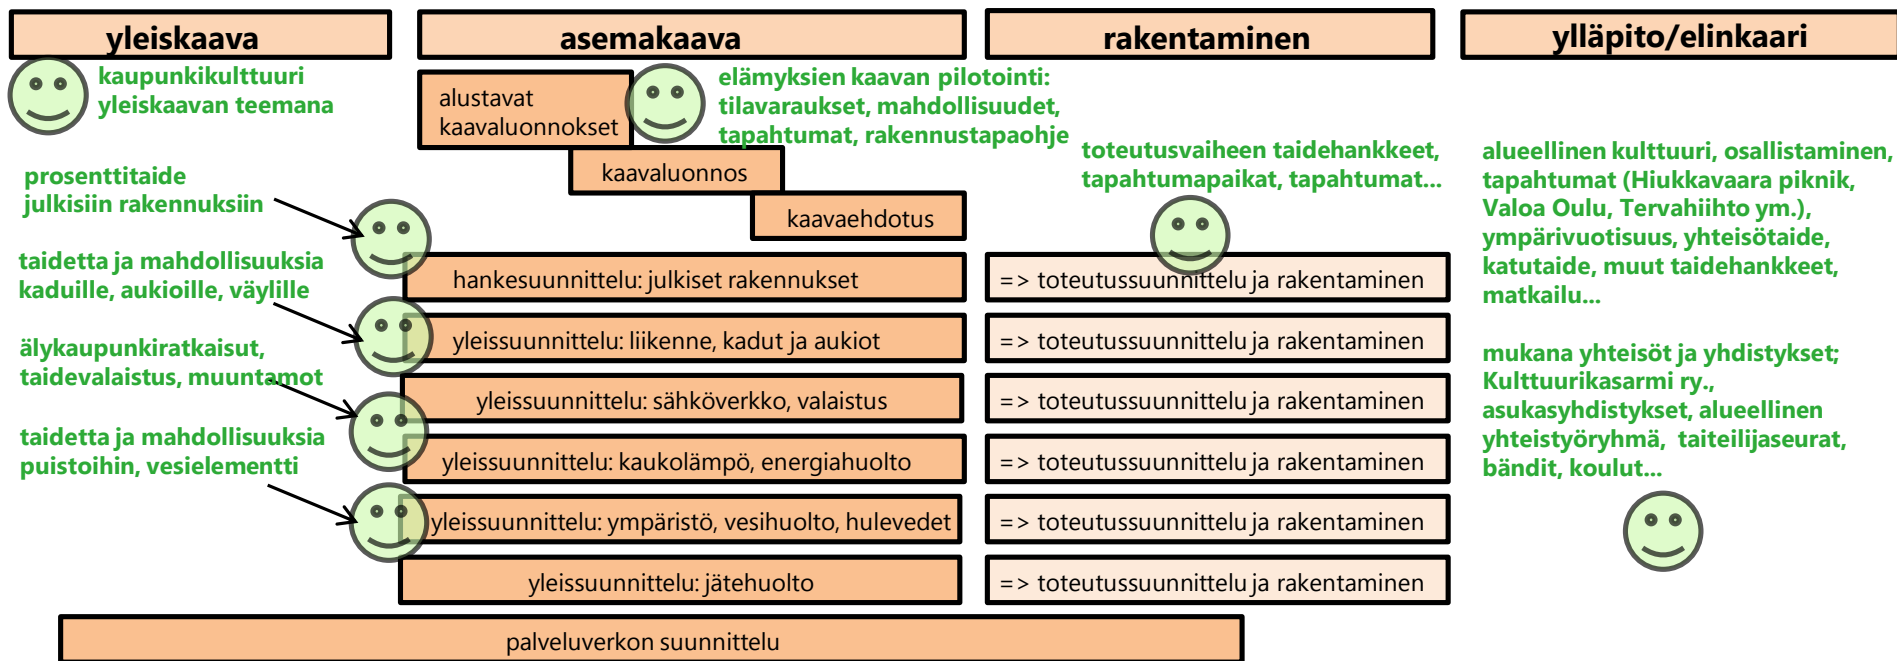 yleiskaava
asemakaava
rakentaminen
ylläpito/elinkaari
kaupunkikulttuuri
yleiskaavan teemana
alustavat
kaavaluonnokset
elämyksien kaavan pilotointi:
tilavaraukset, mahdollisuudet,
tapahtumat, rakennustapaohje
kaavaluonnos
kaavaehdotus
toteutusvaiheen taidehankkeet,
tapahtumapaikat, tapahtumat...
alueellinen kulttuuri, osallistaminen,
tapahtumat (Hiukkavaara piknik,
Valoa Oulu, Tervahiihto ym.),
ympärivuotisuus, yhteisötaide,
katutaide, muut taidehankkeet,
matkailu...
mukana yhteisöt ja yhdistykset;
Kulttuurikasarmi ry.,
asukasyhdistykset, alueellinen
yhteistyöryhmä, taiteilijaseurat,
bändit, koulut...
prosenttitaide
julkisiin rakennuksiin
taidetta ja mahdollisuuksia
kaduille, aukioille, väylille
älykaupunkiratkaisut,
taidevalaistus, muuntamot
taidetta ja mahdollisuuksia
puistoihin, vesielementti
hankesuunnittelu: julkiset rakennukset
=> toteutussuunnittelu ja rakentaminen
yleissuunnittelu: liikenne, kadut ja aukiot
=> toteutussuunnittelu ja rakentaminen
yleissuunnittelu: sähköverkko, valaistus
=> toteutussuunnittelu ja rakentaminen
yleissuunnittelu: kaukolämpö, energiahuolto
=> toteutussuunnittelu ja rakentaminen
yleissuunnittelu: ympäristö, vesihuolto, hulevedet
=> toteutussuunnittelu ja rakentaminen
yleissuunnittelu: jätehuolto
=> toteutussuunnittelu ja rakentaminen
palveluverkon suunnittelu